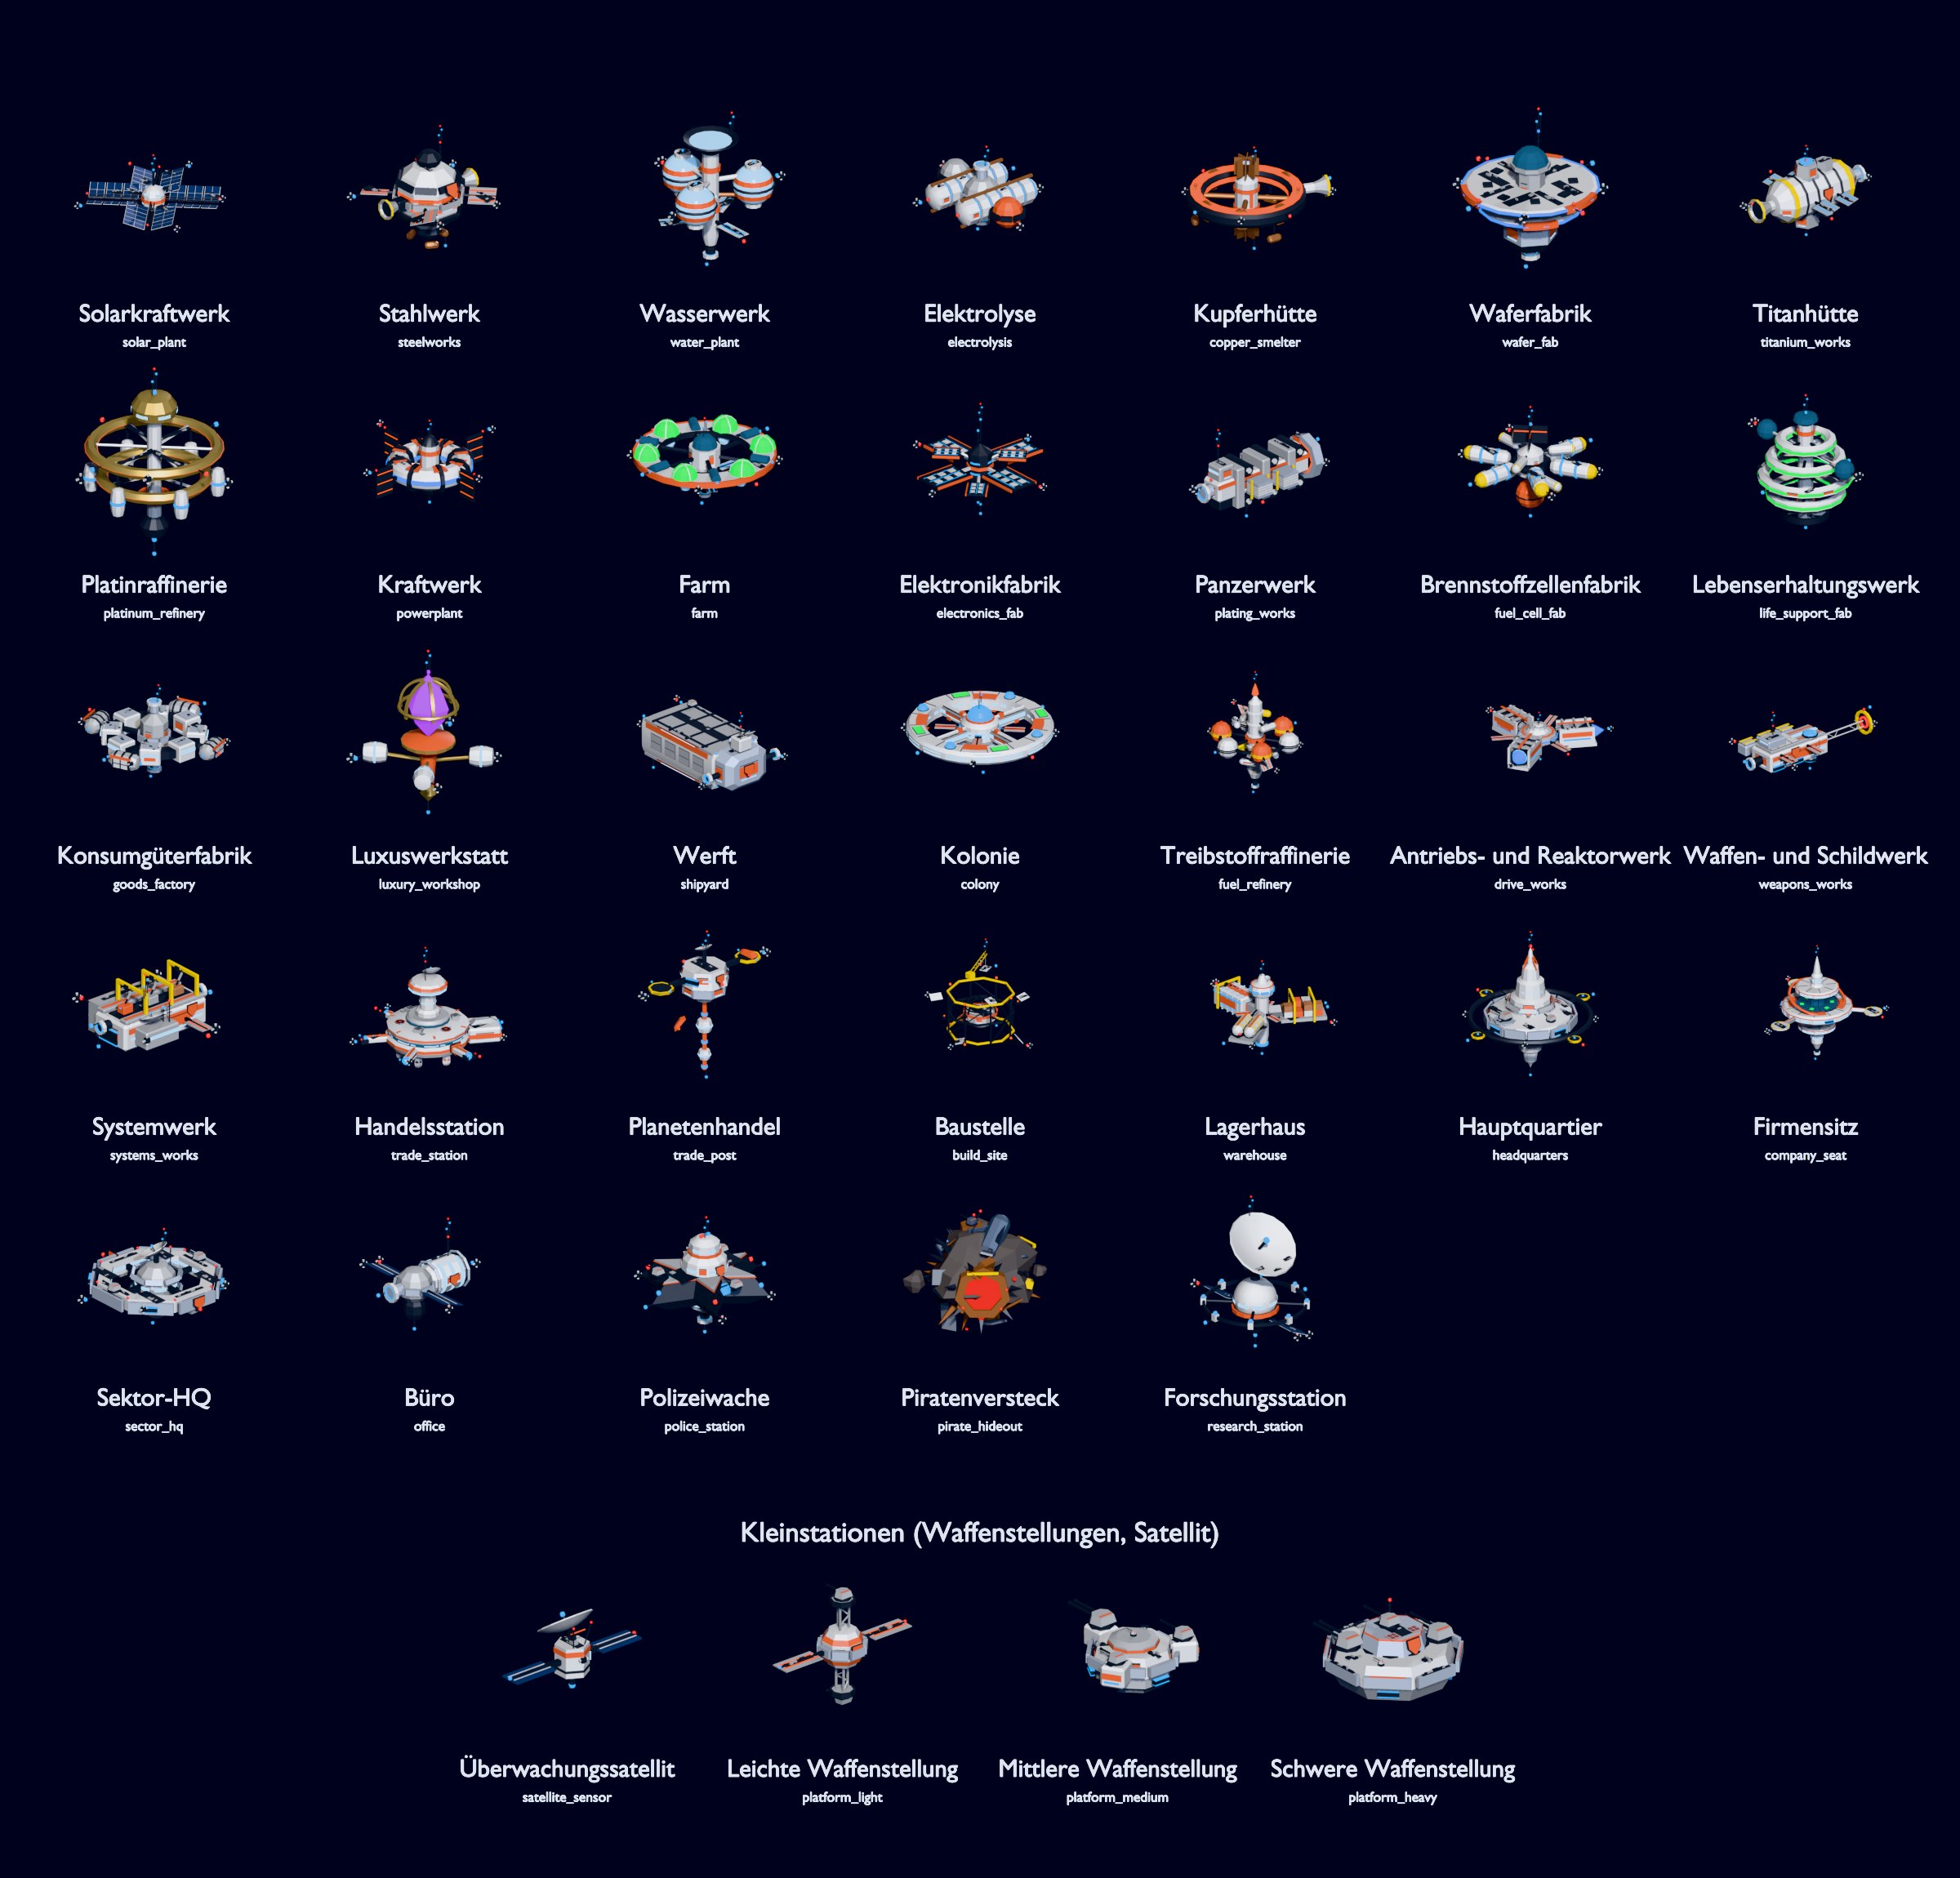 Solarkraftwerk Stahlwerk Wasserwerk Elektrolyse Kupferhütte Waferfabrik Titanhütte
solar_plant steelworks water_plant electrolysis copper_smelter wafer_fab titanium_works
Platinraffinerie Kraftwerk Farm Elektronikfabrik Panzerwerk Brennstoffzellenfabrik Lebenserhaltungswerk
platinum_refinery powerplant farm electronics_fab plating_works fuel_cell_fab life_support_fab
Konsumgüterfabrik Luxuswerkstatt Werft Kolonie Treibstoffraffinerie Antriebs- und Reaktorwerk Waffen- und Schildwerk
goods_factory luxury_workshop shipyard colony fuel_refinery drive_works weapons_works
Systemwerk Handelsstation Planetenhandel Baustelle Lagerhaus Hauptquartier Firmensitz
systems_works trade_station trade_post build_site warehouse headquarters company_seat
Sektor-HQ Büro Polizeiwache Piratenversteck Forschungsstation
sector_hq office police_station pirate_hideout research_station
Kleinstationen (Waffenstellungen, Satellit)
Überwachungssatellit Leichte Waffenstellung Mittlere Waffenstellung Schwere Waffenstellung
satellite_sensor platform_light platform_medium platform_heavy